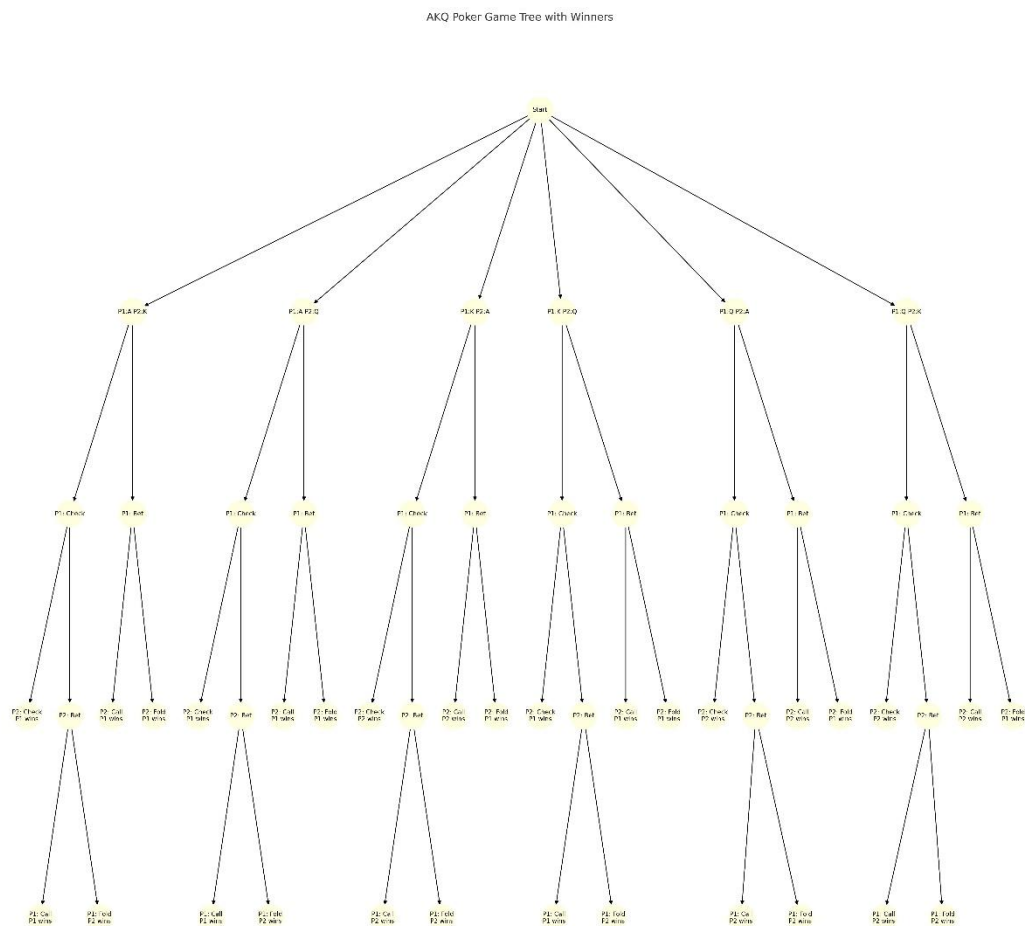 AKQ Poker Game Tree with Winners
Start
P1:A P2:K
P1:A P2:Q
P1:K P2:A
P1:K P2:Q
P1:Q P2:A
P1:Q P2:K
P1: Check
P1: Bet
P1: Check
P1: Bet
P1: Check
P1: Bet
P1: Check
P1: Bet
P1: Check
P1: Bet
P1: Check
P1: Bet
P2: Check
P1 wins
P2: Bet
P2: Call
P1 wins
P2: Fold
P1 wins
P2: Check
P1 wins
P2: Bet
P2: Call
P1 wins
P2: Fold
P1 wins
P2: Check
P2 wins
P2: Bet
P2: Call
P2 wins
P2: Fold
P1 wins
P2: Check
P1 wins
P2: Bet
P2: Call
P1 wins
P2: Fold
P1 wins
P2: Check
P2 wins
P2: Bet
P2: Call
P2 wins
P2: Fold
P1 wins
P2: Check
P2 wins
P2: Bet
P2: Call
P2 wins
P2: Fold
P1 wins
P1: Call
P1 wins
P1: Fold
P2 wins
P1: Call
P1 wins
P1: Fold
P2 wins
P1: Call
P2 wins
P1: Fold
P2 wins
P1: Call
P1 wins
P1: Fold
P2 wins
P1: Call
P2 wins
P1: Fold
P2 wins
P1: Call
P2 wins
P1: Fold
P2 wins